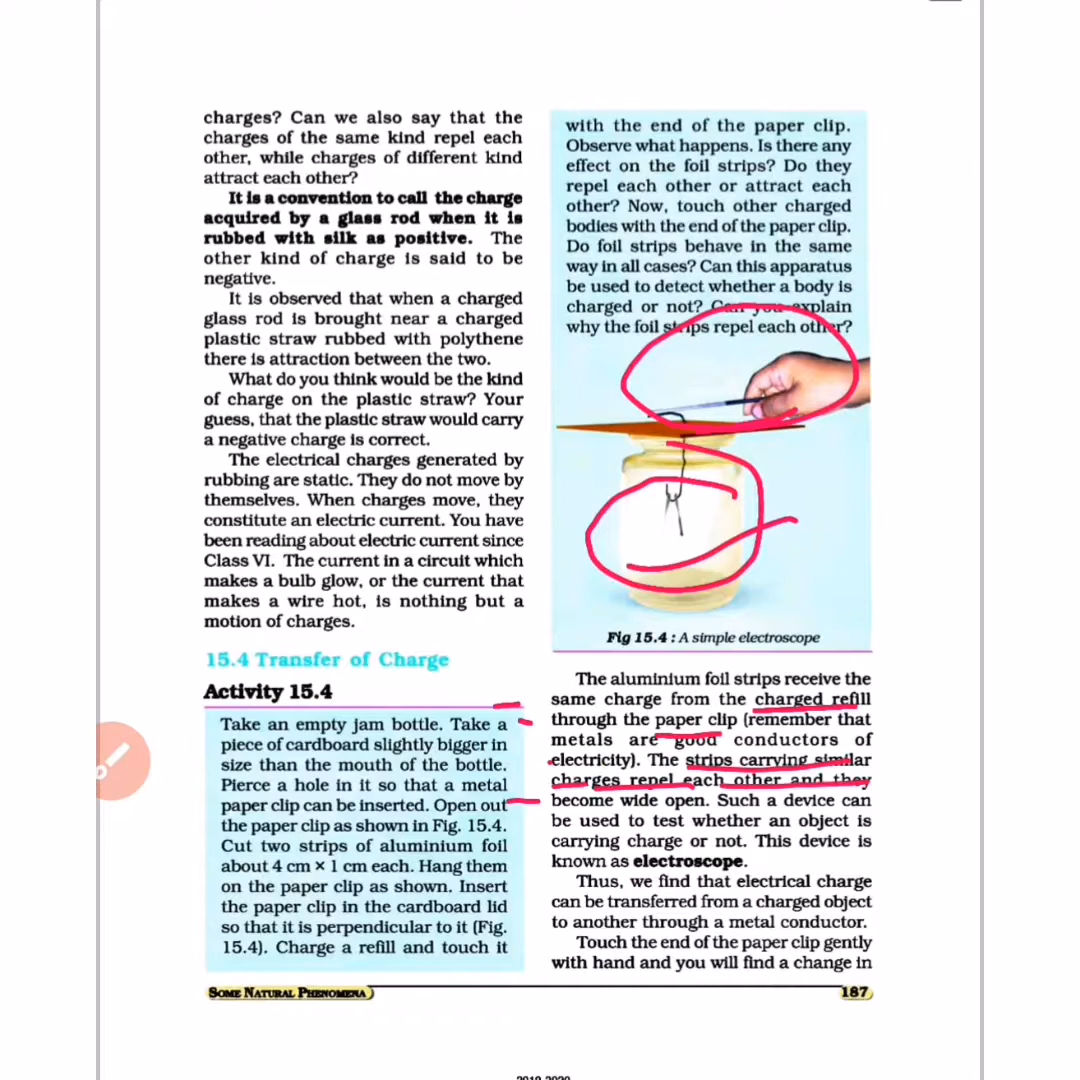 charges? Can we also say that the
charges of the same kind repel each
other, while charges of different kind
attract each other?
It is a convention to call the charge
acquired by a glass rod when it is
rubbed with silk as positive. The
other kind of charge is said to be
negative.
It is observed that when a charged
glass rod is brought near a charged
plastic straw rubbed with polythene
there is attraction between the two.
What do you think would be the kind
of charge on the plastic straw? Your
guess, that the plastic straw would carry
a negative charge is correct.
The electrical charges generated by
rubbing are static. They do not move by
themselves. When charges move, they
constitute an electric current. You have
been reading about electric current since
Class VI. The current in a circuit which
makes a bulb glow, or the current that
makes a wire hot, is nothing but a
motion of charges.
15.4 Transfer of Charge
Activity 15.4
Take an empty jam bottle. Take a
piece of cardboard slightly bigger in
size than the mouth of the bottle.
Pierce a hole in it so that a metal
paper clip can be inserted. Open out
the paper clip as shown in Fig. 15.4.
Cut two strips of aluminium foil
about 4 cm × 1 cm each. Hang them
on the paper clip as shown. Insert
the paper clip in the cardboard lid
so that it is perpendicular to it (Fig.
15.4). Charge a refill and touch it
with the end of the paper clip.
Observe what happens. Is there any
effect on the foil strips? Do they
repel each other or attract each
other? Now, touch other charged
bodies with the end of the paper clip.
Do foil strips behave in the same
way in all cases? Can this apparatus
be used to detect whether a body is
charged or not? Can you explain
why the foil strips repel each other?
Fig 15.4 : A simple electroscope
The aluminium foil strips receive the
same charge from the charged refill
through the paper clip (remember that
metals are good conductors of
electricity). The strips carrying similar
charges repel each other and they
become wide open. Such a device can
be used to test whether an object is
carrying charge or not. This device is
known as electroscope.
Thus, we find that electrical charge
can be transferred from a charged object
to another through a metal conductor.
Touch the end of the paper clip gently
with hand and you will find a change in
SOME NATURAL PHENOMENA
187
2019-2020